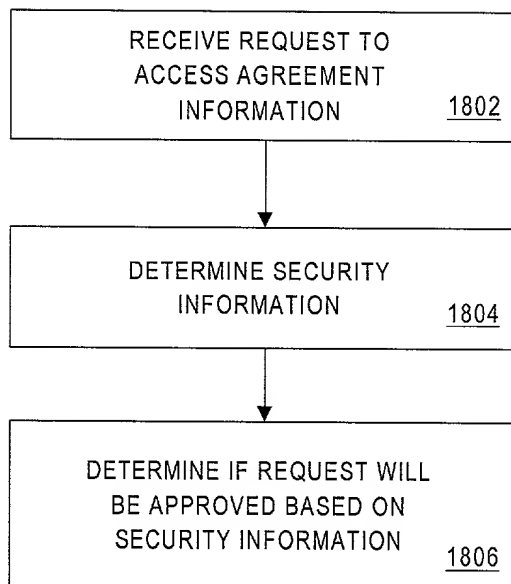 RECEIVE REQUEST TO
ACCESS AGREEMENT
INFORMATION 1802
DETERMINE SECURITY
INFORMATION 1804
DETERMINE IF REQUEST WILL
BE APPROVED BASED ON
SECURITY INFORMATION 1806